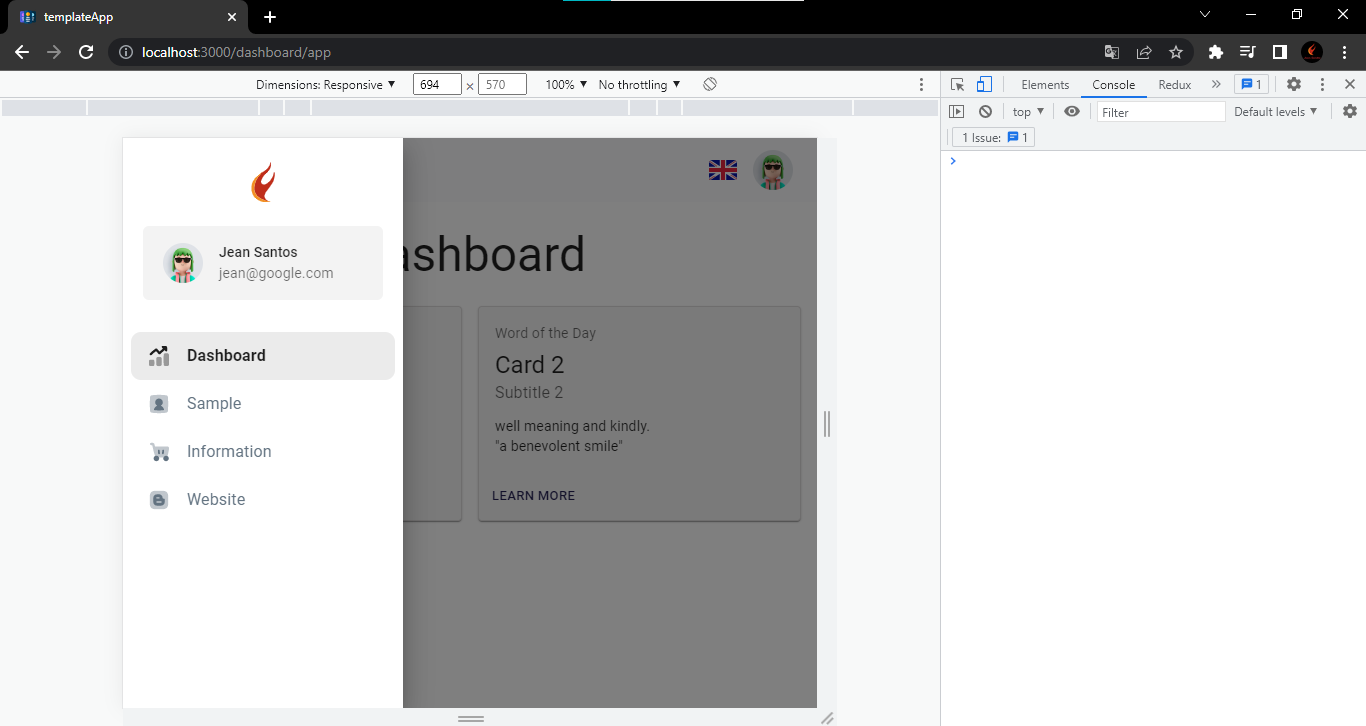 templateApp
localhost:3000/dashboard/app
Dimensions: Responsive 694 × 570 100% No throttling
Elements Console Redux » 1
top Filter Default levels
1 Issue: 1
Jean Santos
jean@google.com
Dashboard
Sample
Information
Website
ashboard
Word of the Day
Card 2
Subtitle 2
well meaning and kindly.
"a benevolent smile"
LEARN MORE